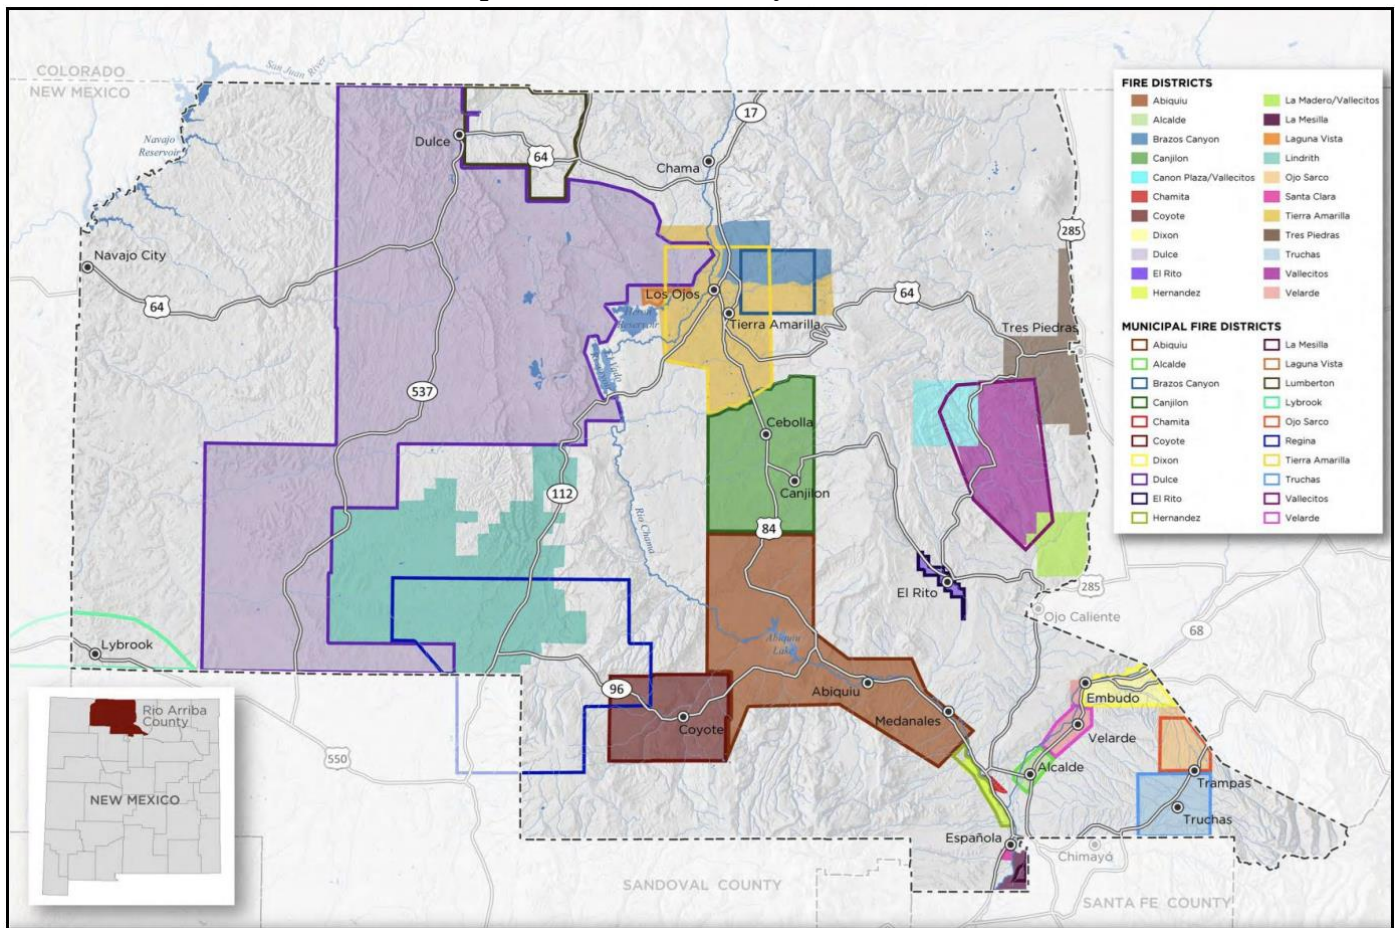 COLORADO
NEW MEXICO
San Juan River
Navajo
Reservoir
Dulce
64
17
Chama
285
Navajo City
64
Los Ojos
Heron
Reservoir
Tierra Amarilla
64
Tres Piedras
El Vado
537
Cebolla
Canjilon
112
84
Rio Chama
El Rito
285
Ojo Caliente
68
Abiquiu
Lake
Lybrook
96
Abiquiu
Embudo
Coyote
Medanales
Velarde
550
Alcalde
Trampas
Truchas
Española
Chimayó
SANDOVAL COUNTY
SANTA FE COUNTY
Rio Arriba
County
NEW MEXICO
FIRE DISTRICTS
Abiquiu
Alcalde
Brazos Canyon
Canjilon
Canon Plaza/Vallecitos
Chamita
Coyote
Dixon
Dulce
El Rito
Hernandez
La Madero/Vallecitos
La Mesilla
Laguna Vista
Lindrith
Ojo Sarco
Santa Clara
Tierra Amarilla
Tres Piedras
Truchas
Vallecitos
Velarde
MUNICIPAL FIRE DISTRICTS
Abiquiu
Alcalde
Brazos Canyon
Canjilon
Chamita
Coyote
Dixon
Dulce
El Rito
Hernandez
La Mesilla
Laguna Vista
Lumberton
Lybrook
Ojo Sarco
Regina
Tierra Amarilla
Truchas
Vallecitos
Velarde